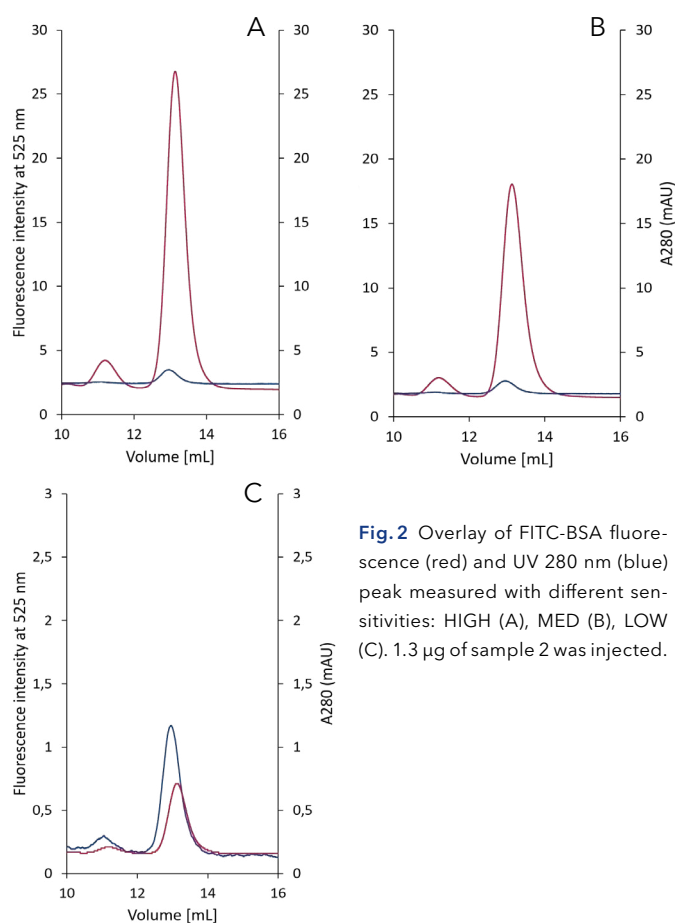 A
30
25
20
15
10
5
0
Fluorescence intensity at 525 nm
30
25
20
15
10
5
0
10 12 14 16
Volume [mL]
B
30
25
20
15
10
5
0
30
25
20
15
10
5
0
A280 (mAU)
10 12 14 16
Volume [mL]
C
3
2,5
2
1,5
1
0,5
0
Fluorescence intensity at 525 nm
3
2,5
2
1,5
1
0,5
0
A280 (mAU)
10 12 14 16
Volume [mL]
Fig. 2 Overlay of FITC-BSA fluore-
scence (red) and UV 280 nm (blue)
peak measured with different sen-
sitivities: HIGH (A), MED (B), LOW
(C). 1.3 µg of sample 2 was injected.